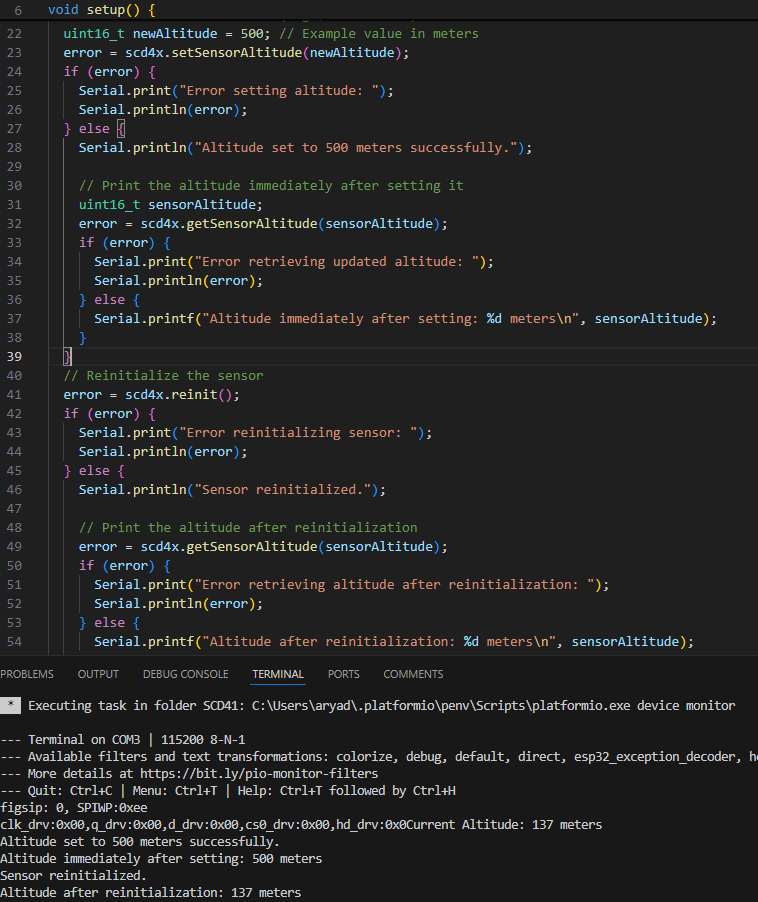 6 void setup() {
22 uint16_t newAltitude = 500; // Example value in meters
23 error = scd4x.setSensorAltitude(newAltitude);
24 if (error) {
25 Serial.print("Error setting altitude: ");
26 Serial.println(error);
27 } else {
28 Serial.println("Altitude set to 500 meters successfully.");
29
30 // Print the altitude immediately after setting it
31 uint16_t sensorAltitude;
32 error = scd4x.getSensorAltitude(sensorAltitude);
33 if (error) {
34 Serial.print("Error retrieving updated altitude: ");
35 Serial.println(error);
36 } else {
37 Serial.printf("Altitude immediately after setting: %d meters\n", sensorAltitude);
38 }
39 }
40 // Reinitialize the sensor
41 error = scd4x.reinit();
42 if (error) {
43 Serial.print("Error reinitializing sensor: ");
44 Serial.println(error);
45 } else {
46 Serial.println("Sensor reinitialized.");
47
48 // Print the altitude after reinitialization
49 error = scd4x.getSensorAltitude(sensorAltitude);
50 if (error) {
51 Serial.print("Error retrieving altitude after reinitialization: ");
52 Serial.println(error);
53 } else {
54 Serial.printf("Altitude after reinitialization: %d meters\n", sensorAltitude);
PROBLEMS OUTPUT DEBUG CONSOLE TERMINAL PORTS COMMENTS
* Executing task in folder SCD41: C:\Users\aryad\.platformio\penv\Scripts\platformio.exe device monitor
--- Terminal on COM3 | 115200 8-N-1
--- Available filters and text transformations: colorize, debug, default, direct, esp32_exception_decoder,
--- More details at https://bit.ly/pio-monitor-filters
--- Quit: Ctrl+C | Menu: Ctrl+T | Help: Ctrl+T followed by Ctrl+H
figsip: 0, SPIWP:0xee
clk_drv:0x00,q_drv:0x00,d_drv:0x00,cs0_drv:0x00,hd_drv:0x0Current Altitude: 137 meters
Altitude set to 500 meters successfully.
Altitude immediately after setting: 500 meters
Sensor reinitialized.
Altitude after reinitialization: 137 meters